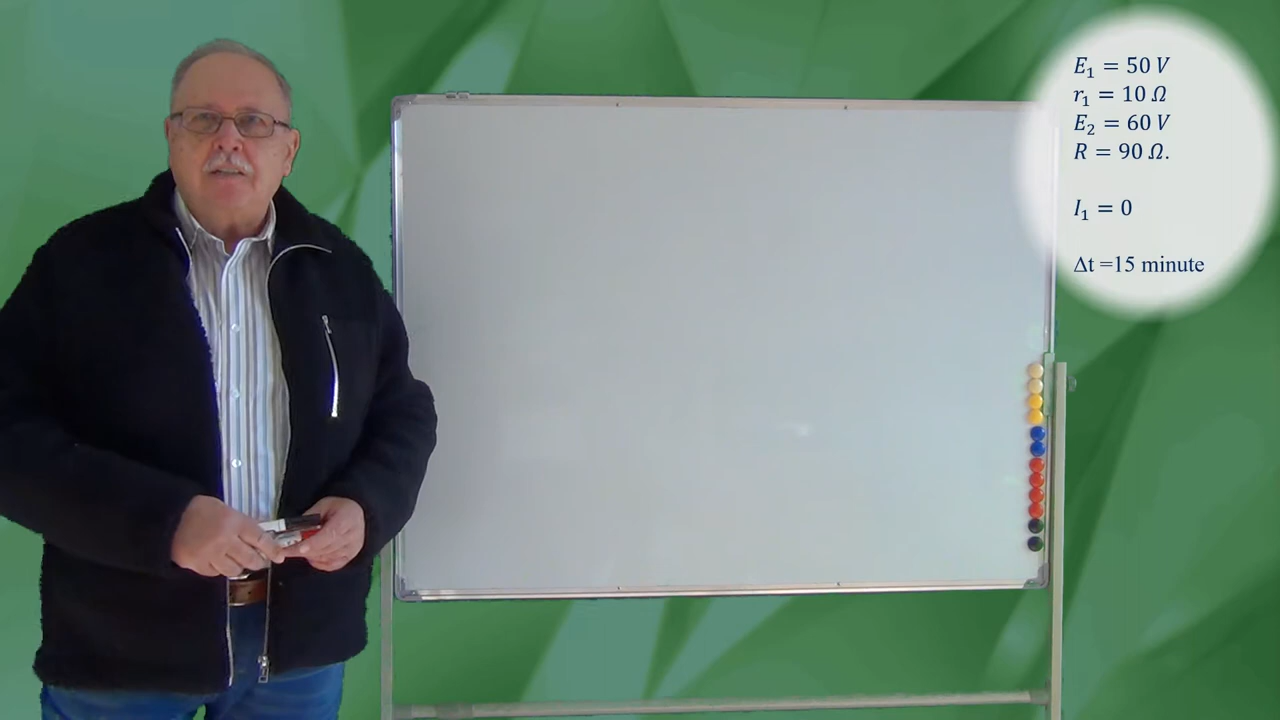 E₁ = 50 V
r₁ = 10 Ω
E₂ = 60 V
R = 90 Ω.
I₁ = 0
Δt =15 minute